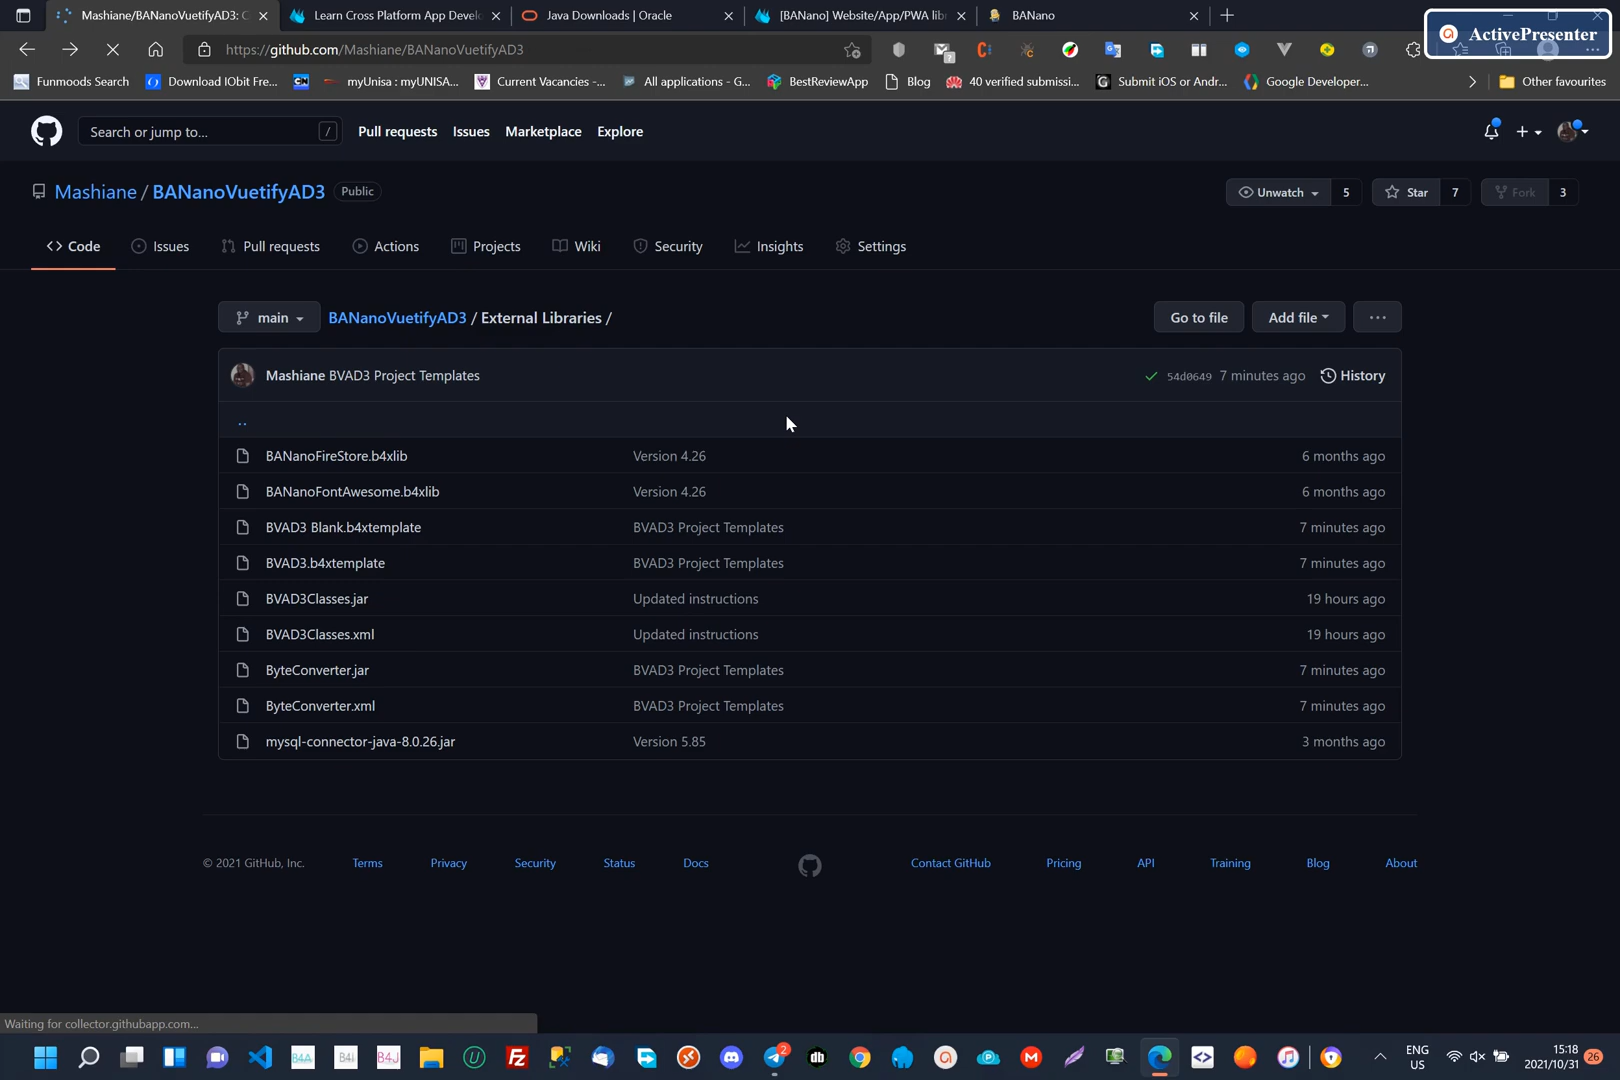 Mashiane/BANanoVuetifyAD3: C
Learn Cross Platform App Develo
Java Downloads | Oracle
[BANano] Website/App/PWA lib
BANano
ActivePresenter
https://github.com/Mashiane/BANanoVuetifyAD3
Funmoods Search
Download IObit Fre...
myUnisa : myUNISA...
Current Vacancies -...
All applications - G...
BestReviewApp
Blog
40 verified submissi...
Submit iOS or Andr...
Google Developer...
Other favourites
Search or jump to... /
Pull requests Issues Marketplace Explore
Mashiane / BANanoVuetifyAD3 Public
Unwatch 5 Star 7 Fork 3
Code Issues Pull requests Actions Projects Wiki Security Insights Settings
main BANanoVuetifyAD3 / External Libraries / Go to file Add file ...
Mashiane BVAD3 Project Templates 54d0649 7 minutes ago History
..
BANanoFireStore.b4xlib Version 4.26 6 months ago
BANanoFontAwesome.b4xlib Version 4.26 6 months ago
BVAD3 Blank.b4xtemplate BVAD3 Project Templates 7 minutes ago
BVAD3.b4xtemplate BVAD3 Project Templates 7 minutes ago
BVAD3Classes.jar Updated instructions 19 hours ago
BVAD3Classes.xml Updated instructions 19 hours ago
ByteConverter.jar BVAD3 Project Templates 7 minutes ago
ByteConverter.xml BVAD3 Project Templates 7 minutes ago
mysql-connector-java-8.0.26.jar Version 5.85 3 months ago
© 2021 GitHub, Inc. Terms Privacy Security Status Docs Contact GitHub Pricing API Training Blog About
Waiting for collector.githubapp.com...
B4A B4i B4J 2
ENG
US
15:18
2021/10/31
26